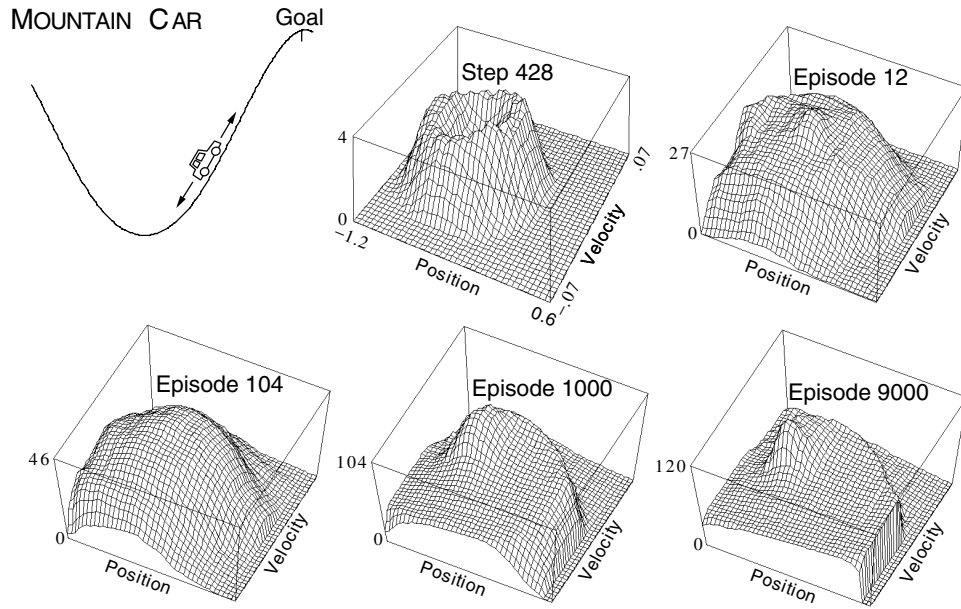 MOUNTAIN CAR
Goal
Step 428
4
0
−1.2
Position
0.6
−.07
Velocity
.07
Episode 12
27
0
Position
Velocity
Episode 104
46
0
Position
Velocity
Episode 1000
104
0
Position
Velocity
Episode 9000
120
0
Position
Velocity